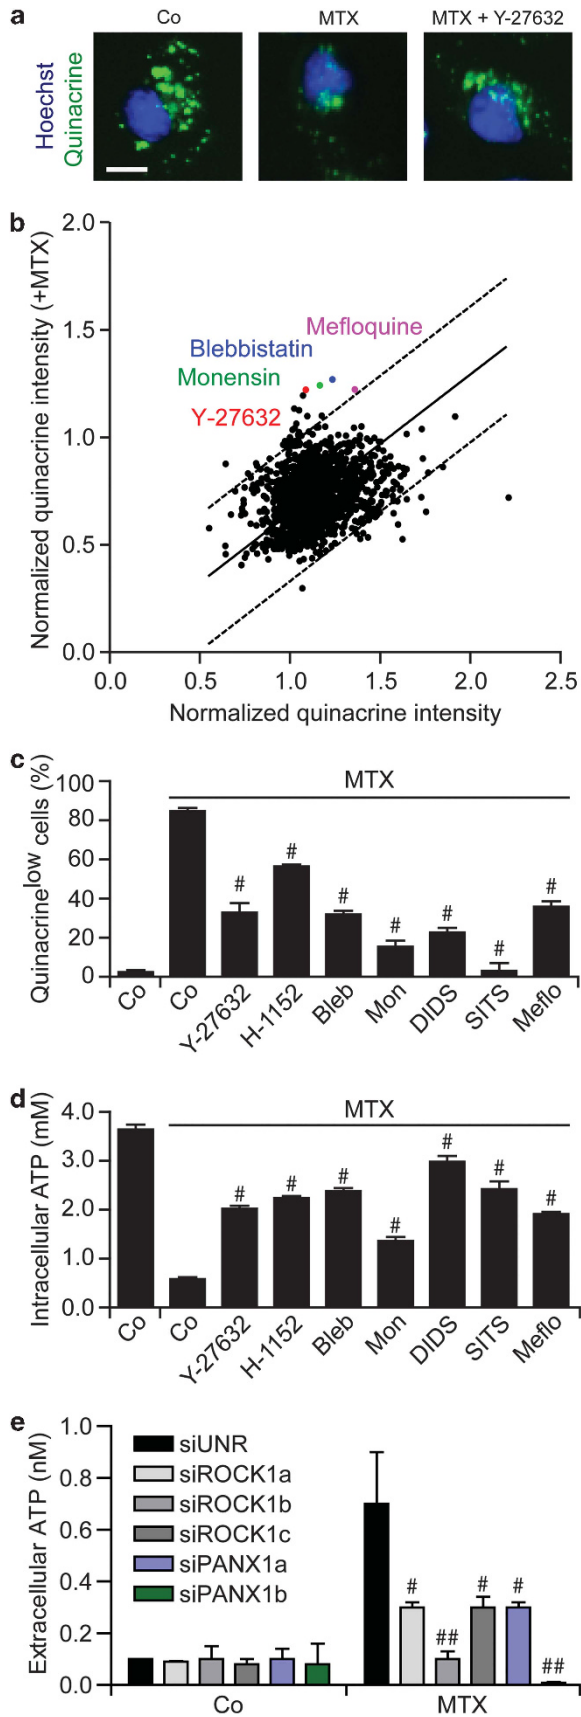 a
Co
MTX
MTX + Y-27632
Hoechst
Quinacrine
b
Normalized quinacrine intensity (+MTX)
2.0
1.5
1.0
0.5
0.0
Mefloquine
Blebbistatin
Monensin
Y-27632
0.0 0.5 1.0 1.5 2.0 2.5
Normalized quinacrine intensity
c
Quinacrinelow cells (%)
100
80
60
40
20
0
MTX
# # # # # # #
Co Co Y-27632 H-1152 Bleb Mon DIDS SITS Meflo
d
Intracellular ATP (mM)
4.0
3.0
2.0
1.0
0.0
MTX
# # # # # # #
Co Co Y-27632 H-1152 Bleb Mon DIDS SITS Meflo
e
Extracellular ATP (nM)
1.0
0.8
0.6
0.4
0.2
0.0
siUNR
siROCK1a
siROCK1b
siROCK1c
siPANX1a
siPANX1b
# ## # # ##
Co MTX